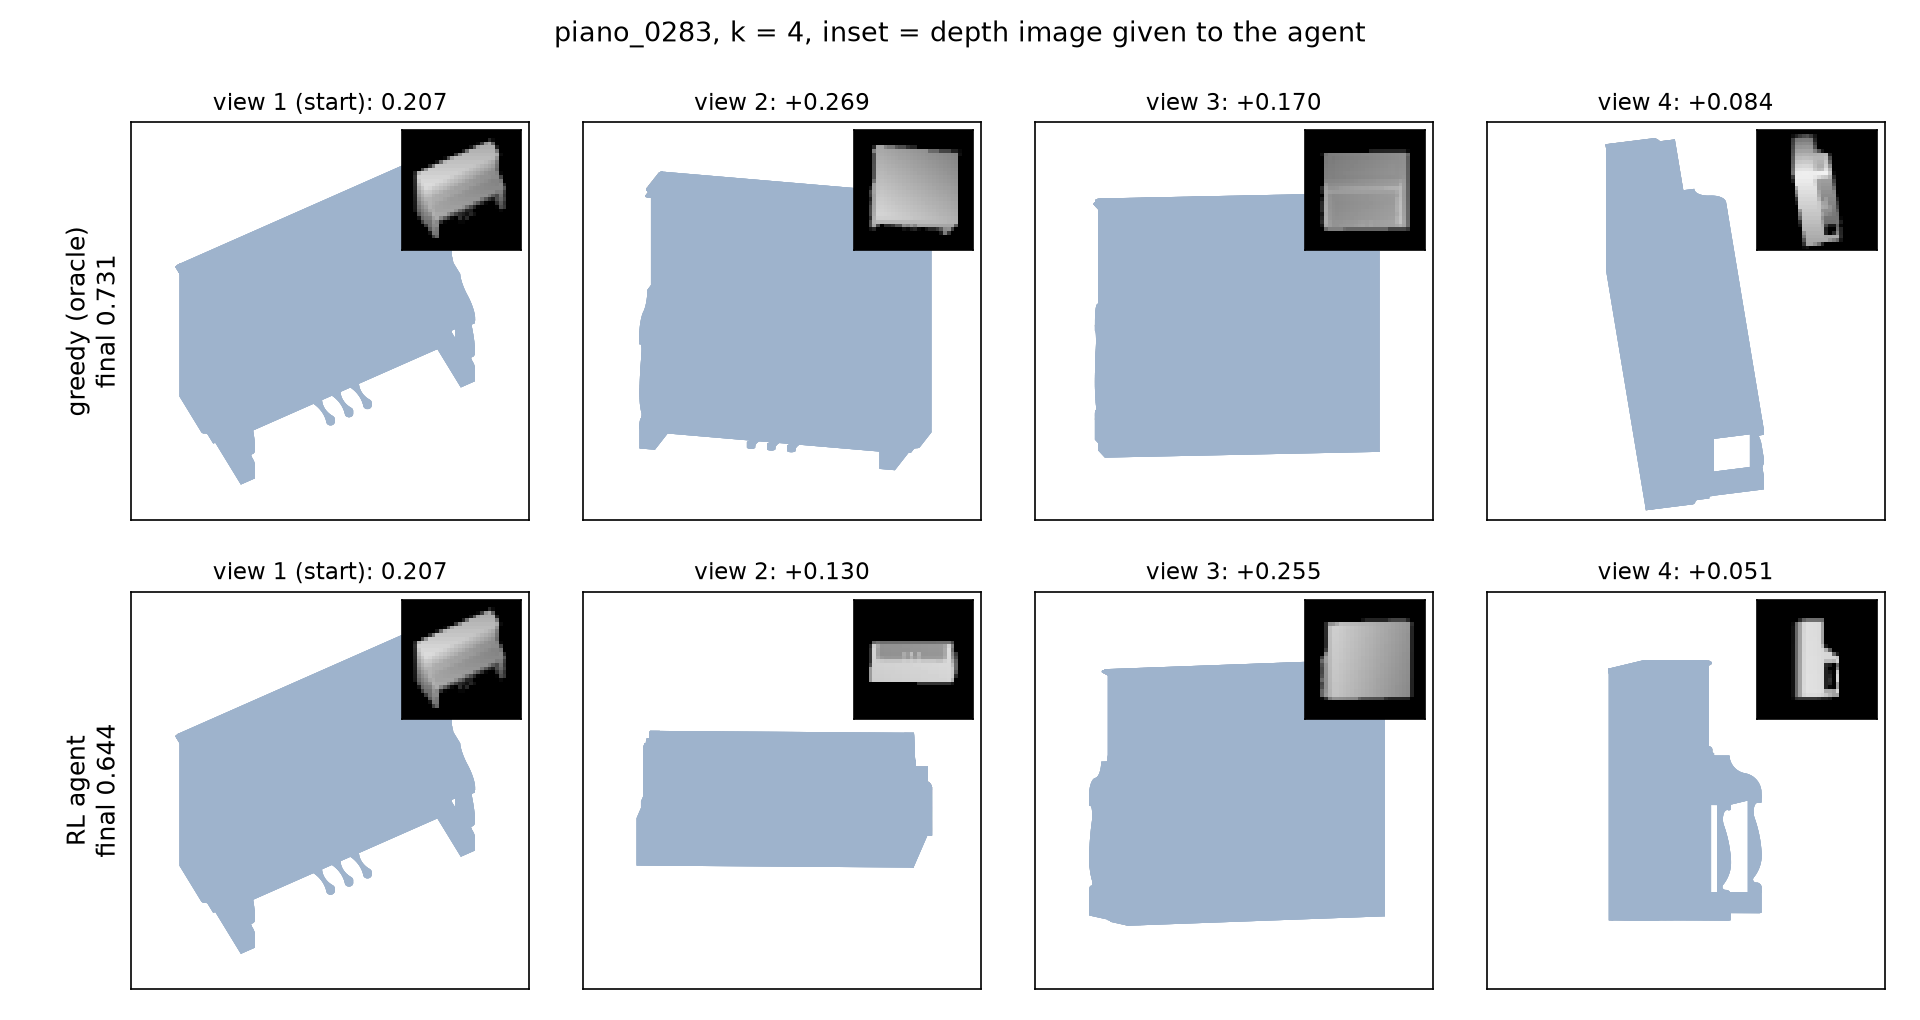 piano_0283, k = 4, inset = depth image given to the agent
view 1 (start): 0.207
view 2: +0.269
view 3: +0.170
view 4: +0.084
greedy (oracle)
final 0.731
view 1 (start): 0.207
view 2: +0.130
view 3: +0.255
view 4: +0.051
RL agent
final 0.644